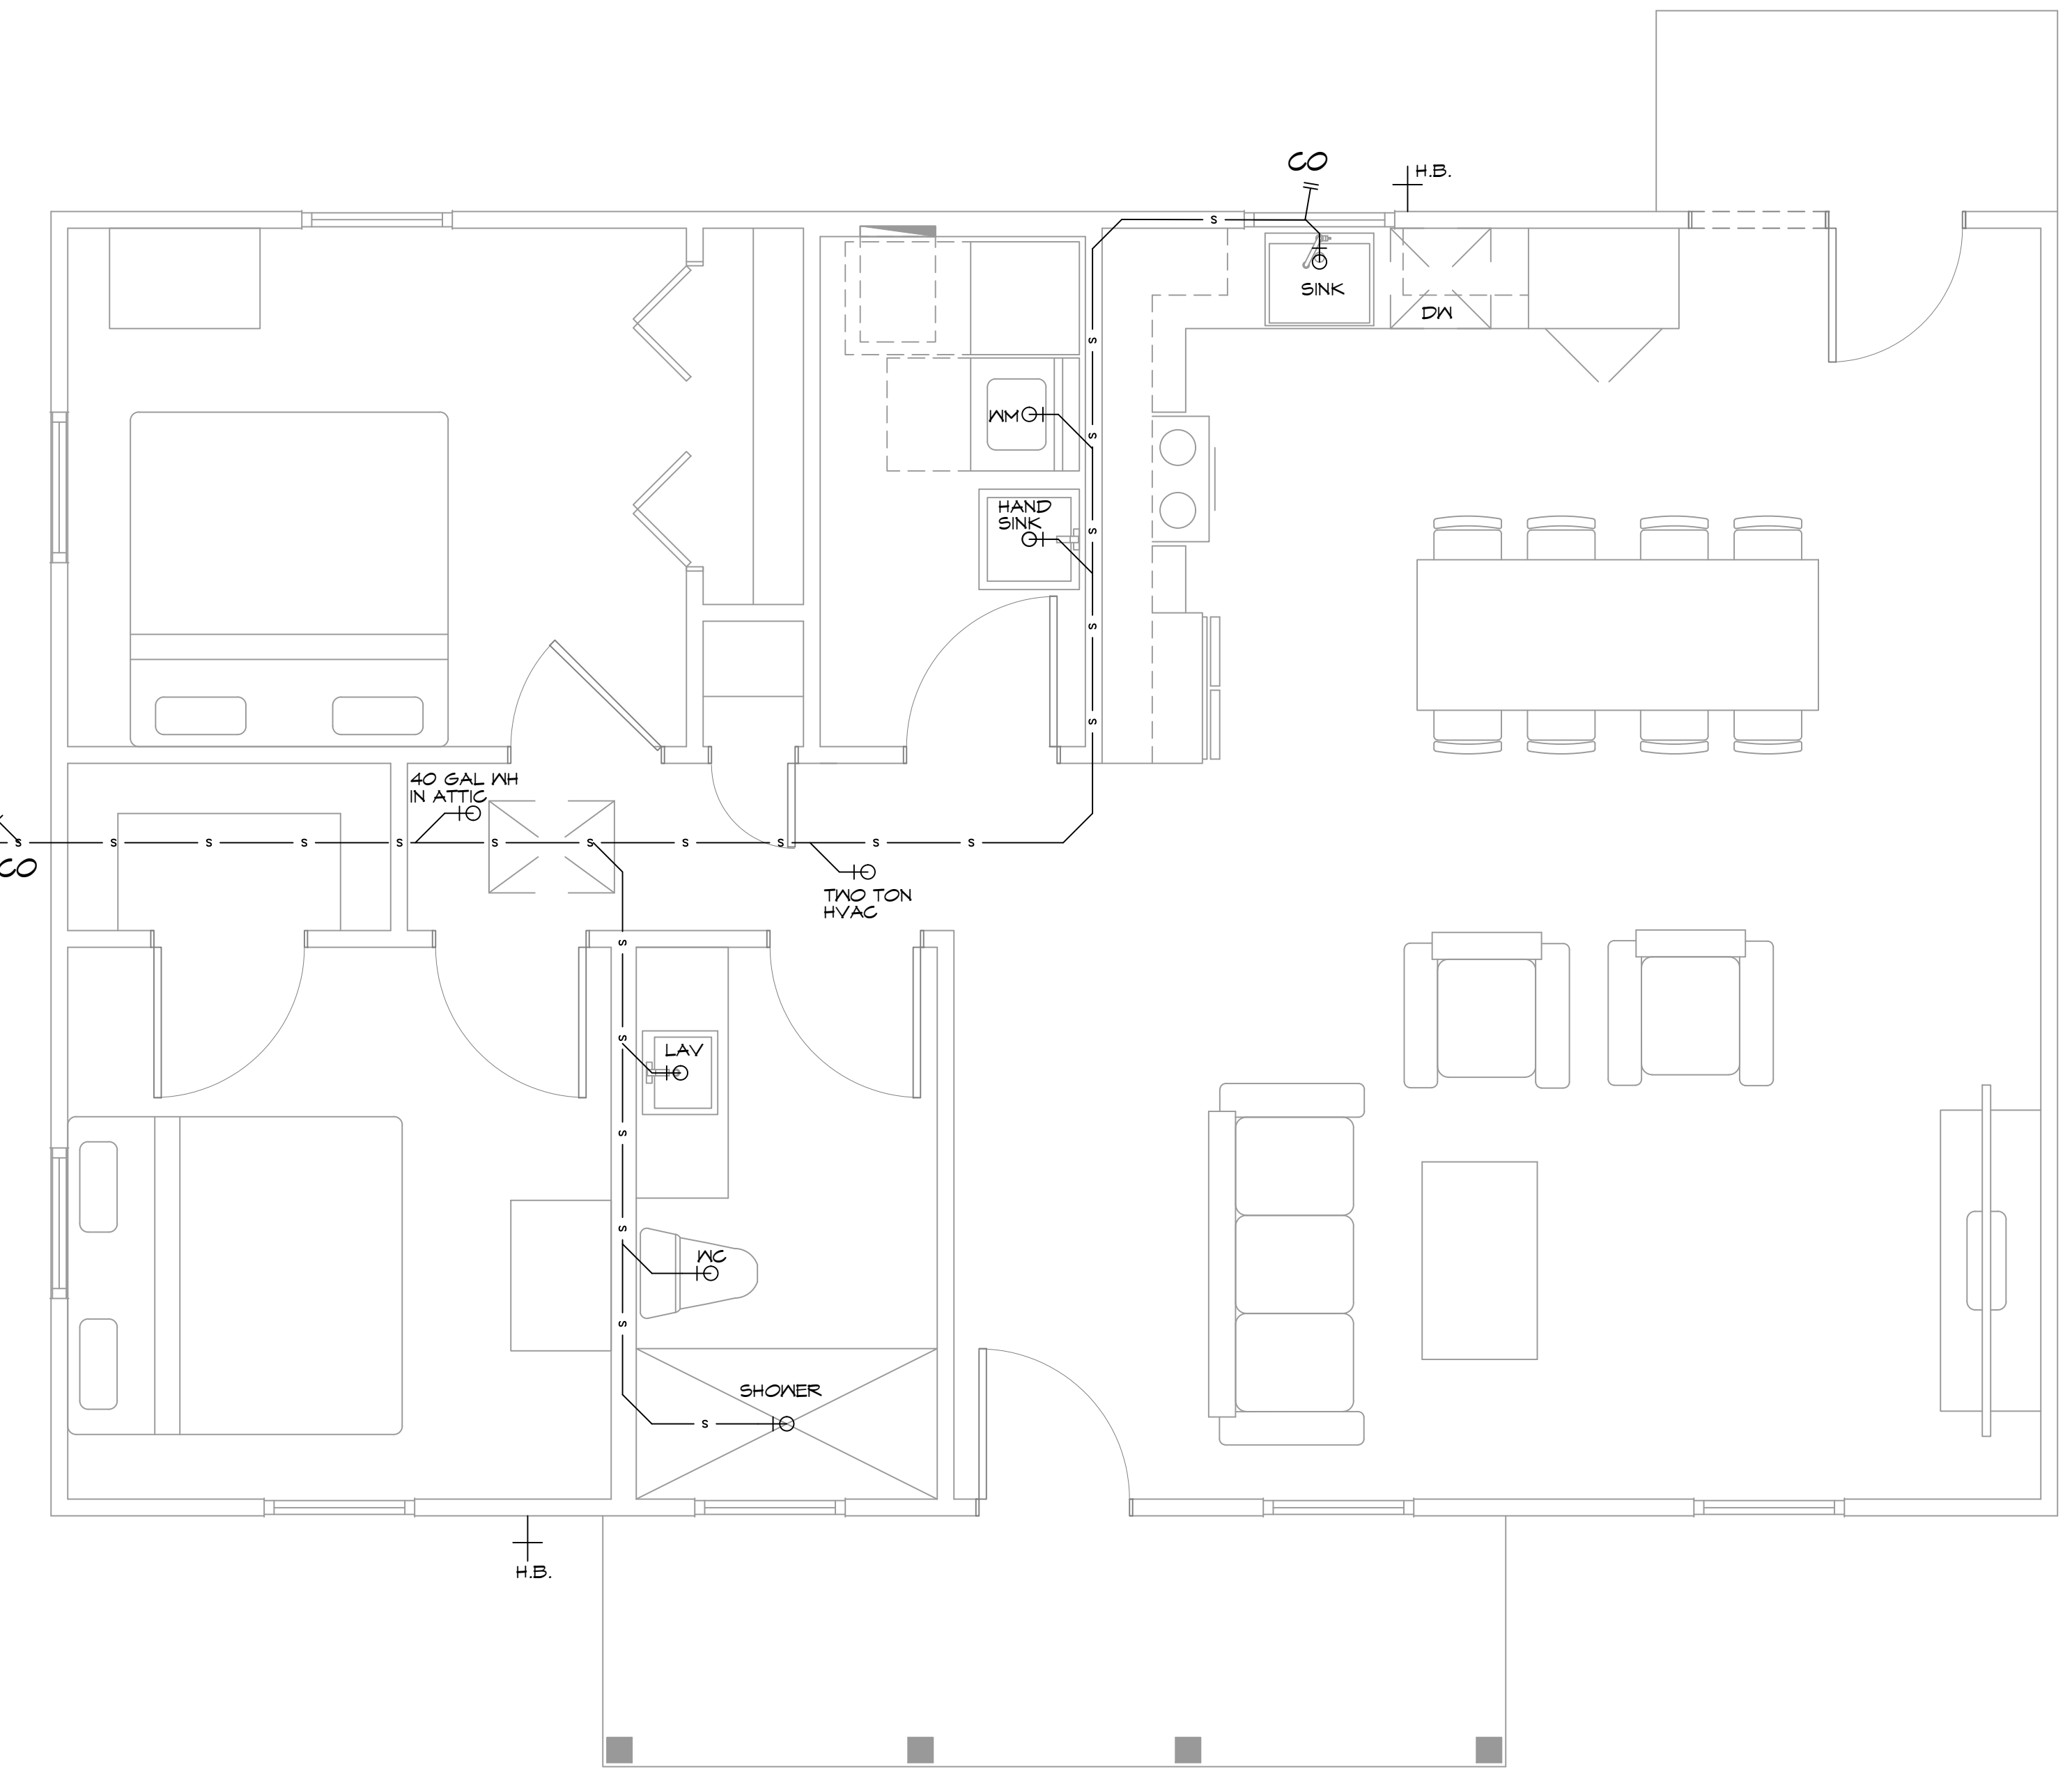 CO
H.B.
SINK
DW
WM
HAND
SINK
40 GAL WH
IN ATTIC
S S S S S S S S S S S
CO
TWO TON
HVAC
S
S
S
S
S
S
S
S
S
S
S
LAV
WC
SHOWER
S
H.B.